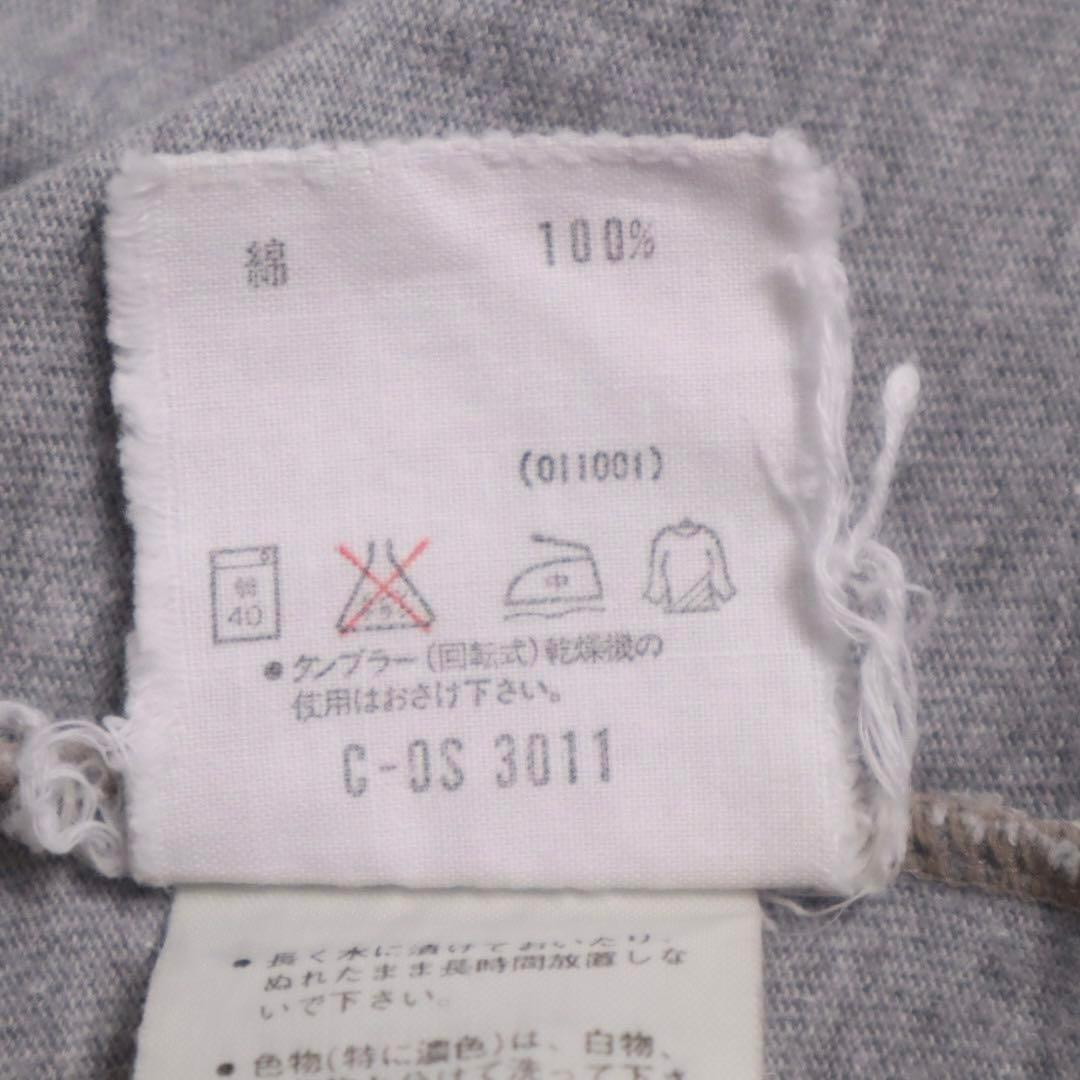 綿 100%
(011001)
弱
40
中
● タンブラー(回転式)乾燥機の
使用はおさけ下さい。
C-OS 3011
● 長く水に漬けておいたり、
ぬれたまま長時間放置しな
いで下さい。
● 色物(特に濃色)は、白物、